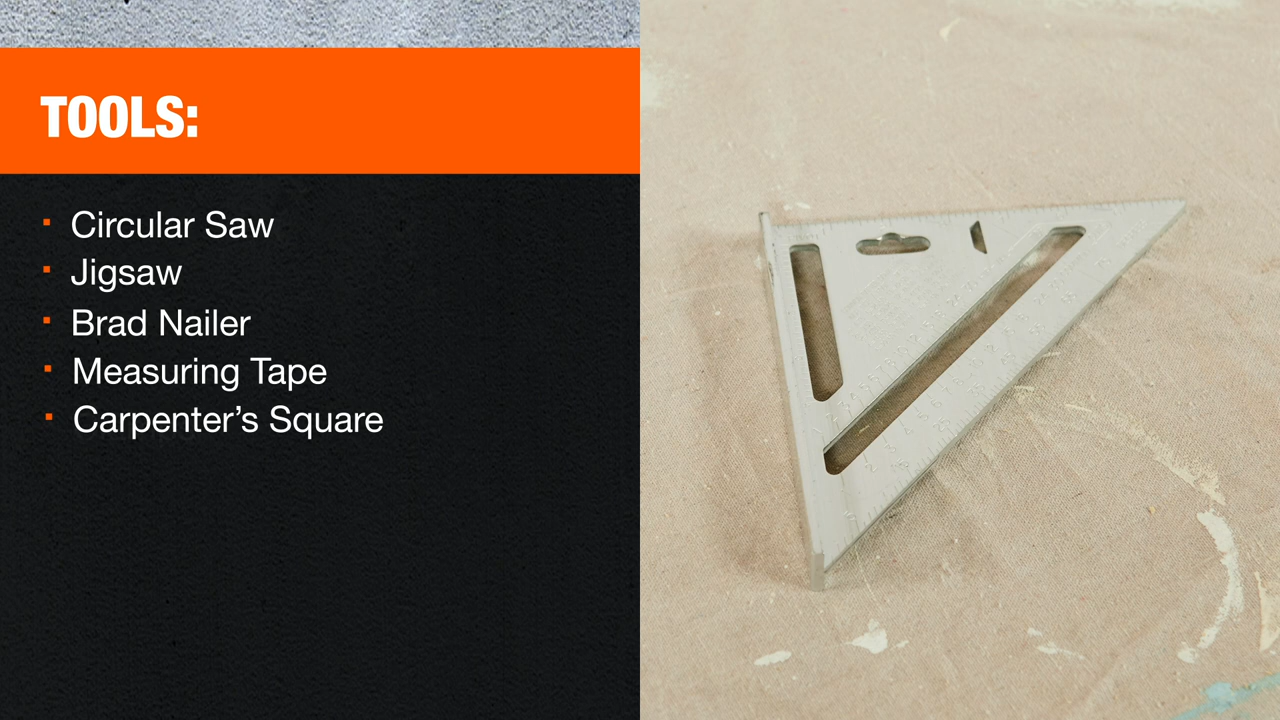 TOOLS:
Circular Saw
Jigsaw
Brad Nailer
Measuring Tape
Carpenter’s Square